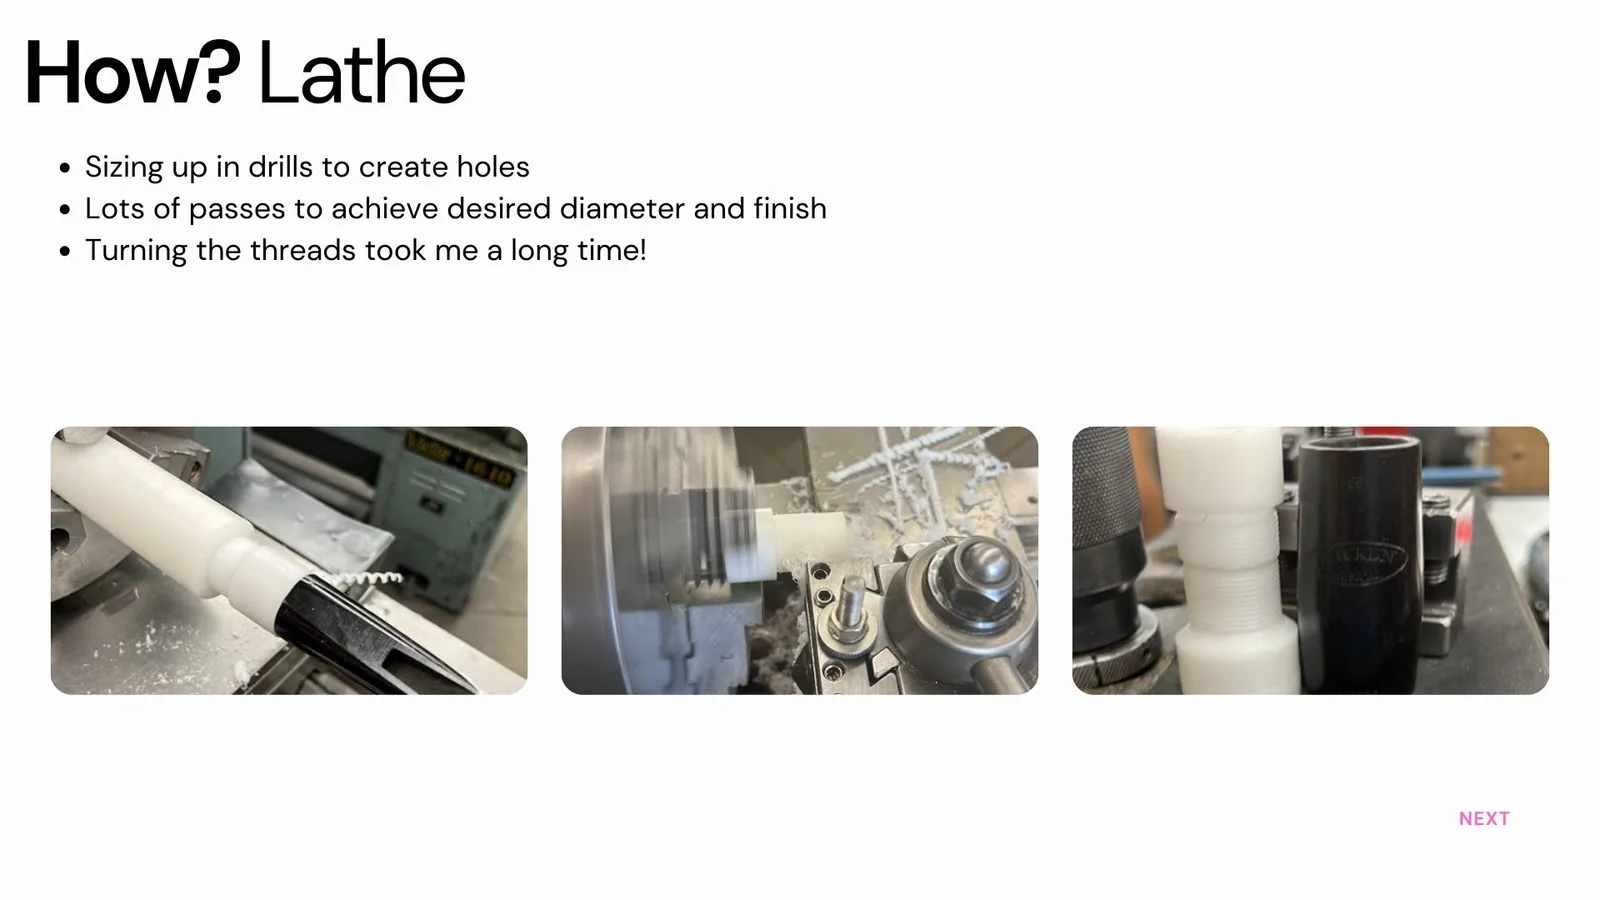 How? Lathe
• Sizing up in drills to create holes
• Lots of passes to achieve desired diameter and finish
• Turning the threads took me a long time!
NEXT